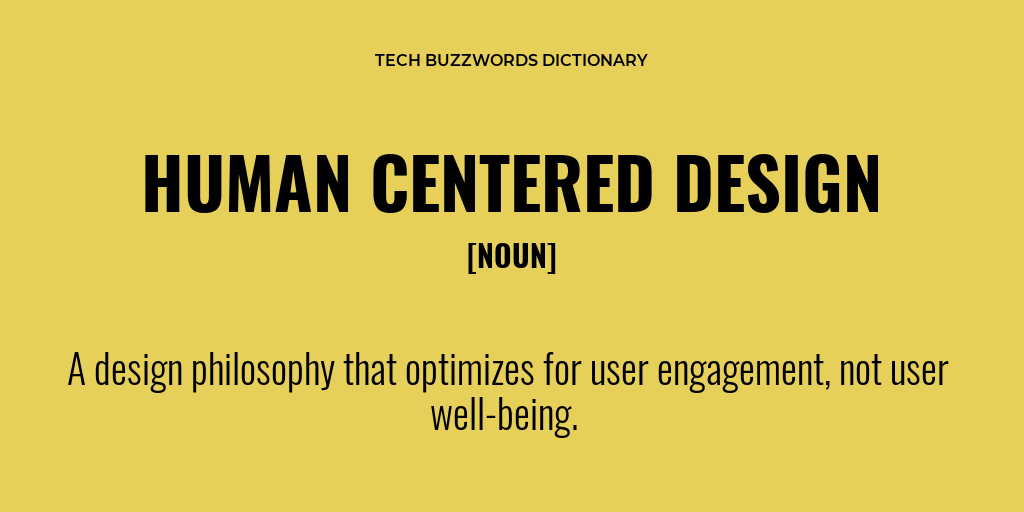 TECH BUZZWORDS DICTIONARY
HUMAN CENTERED DESIGN
[NOUN]
A design philosophy that optimizes for user engagement, not user
well-being.